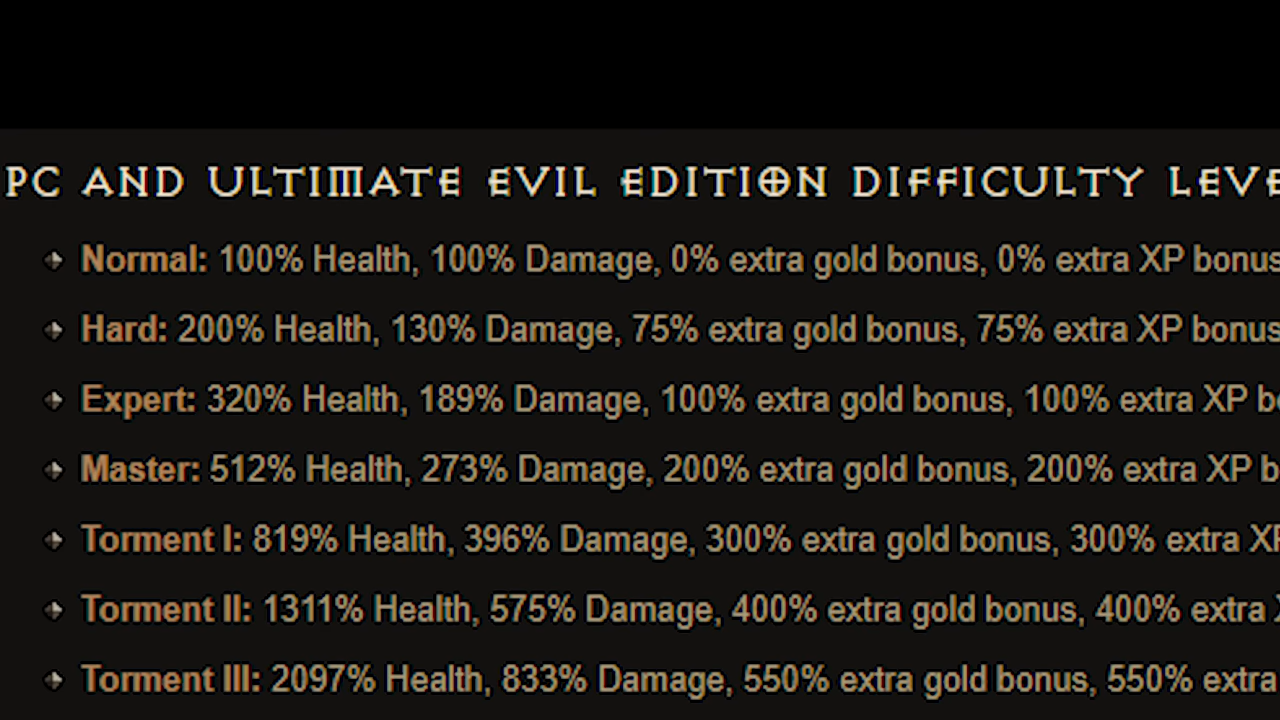 PC AND ULTIMATE EVIL EDITION DIFFICULTY LEVE
Normal: 100% Health, 100% Damage, 0% extra gold bonus, 0% extra XP bonus
Hard: 200% Health, 130% Damage, 75% extra gold bonus, 75% extra XP bonus
Expert: 320% Health, 189% Damage, 100% extra gold bonus, 100% extra XP b
Master: 512% Health, 273% Damage, 200% extra gold bonus, 200% extra XP b
Torment I: 819% Health, 396% Damage, 300% extra gold bonus, 300% extra XP
Torment II: 1311% Health, 575% Damage, 400% extra gold bonus, 400% extra
Torment III: 2097% Health, 833% Damage, 550% extra gold bonus, 550% extra